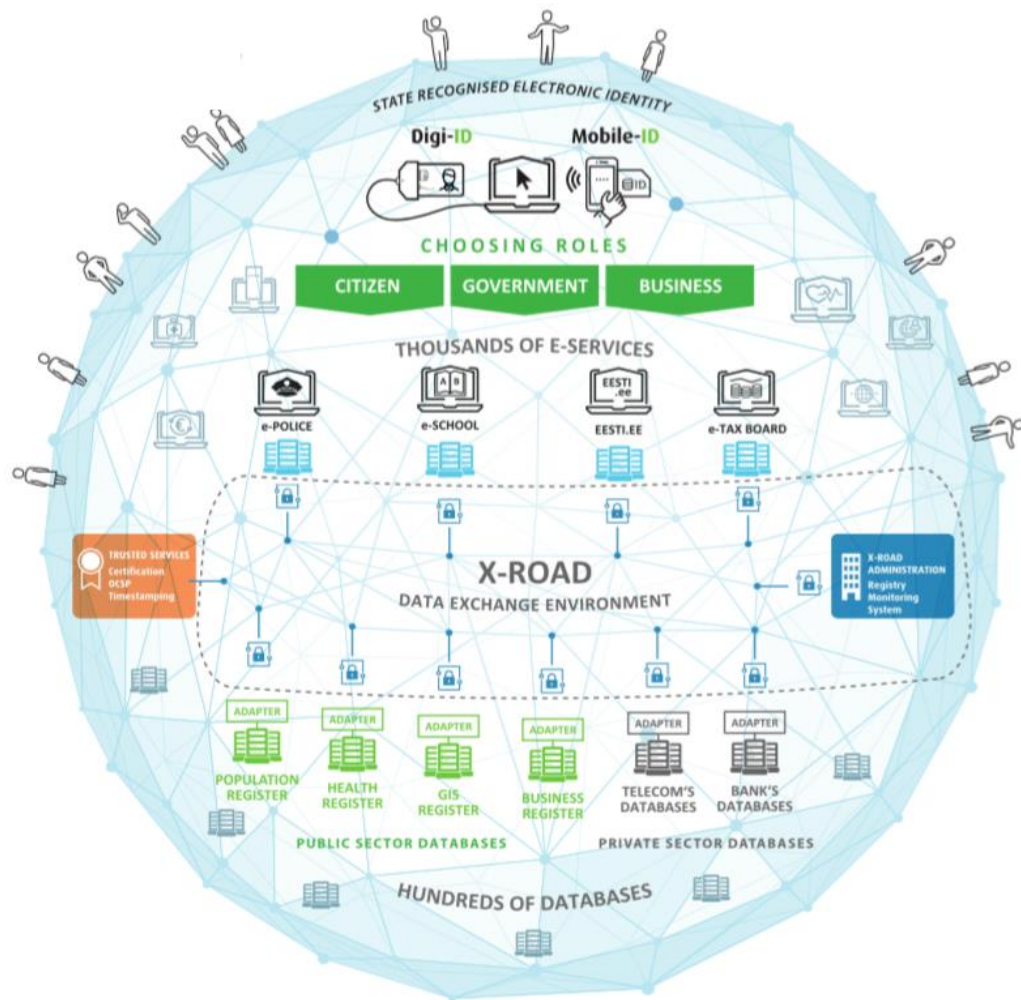 STATE RECOGNISED ELECTRONIC IDENTITY
Digi-ID
Mobile-ID
ID
CHOOSING ROLES
CITIZEN
GOVERNMENT
BUSINESS
THOUSANDS OF E-SERVICES
A B
EESTI
.ee
e-POLICE
e-SCHOOL
EESTI.EE
e-TAX BOARD
TRUSTED SERVICES
Certification
OCSP
Timestamping
X-ROAD
DATA EXCHANGE ENVIRONMENT
X-ROAD
ADMINISTRATION
Registry
Monitoring
System
ADAPTER
ADAPTER
ADAPTER
ADAPTER
ADAPTER
ADAPTER
POPULATION
REGISTER
HEALTH
REGISTER
GIS
REGISTER
BUSINESS
REGISTER
TELECOM'S
DATABASES
BANK'S
DATABASES
PUBLIC SECTOR DATABASES
PRIVATE SECTOR DATABASES
HUNDREDS OF DATABASES